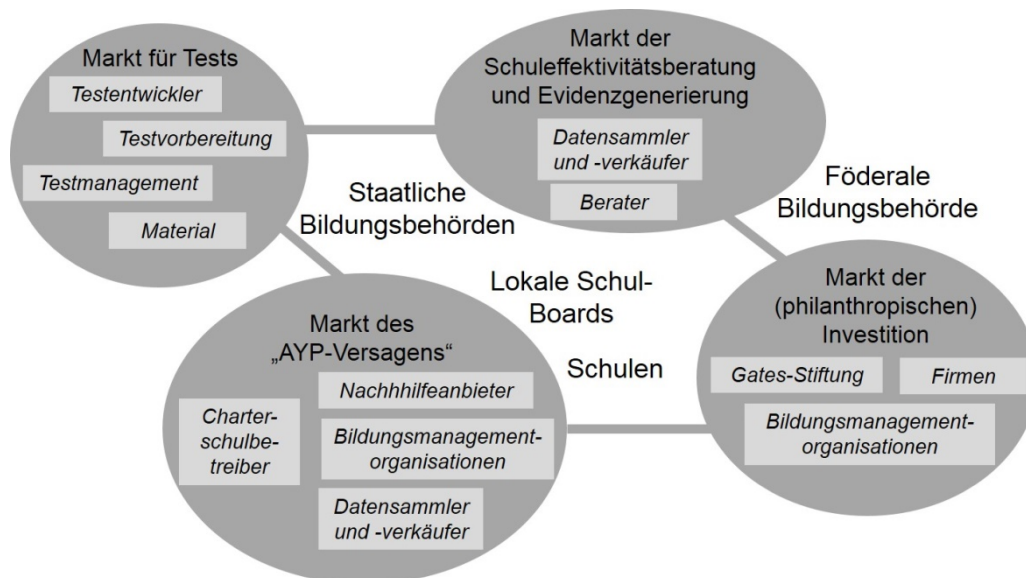 Markt für Tests
Testentwickler
Testvorbereitung
Testmanagement
Material
Markt der
Schuleffektivitätsberatung
und Evidenzgenerierung
Datensammler
und -verkäufer
Berater
Staatliche
Bildungsbehörden
Föderale
Bildungsbehörde
Lokale Schul-
Boards
Schulen
Markt des
„AYP-Versagens“
Nachhhilfeanbieter
Charter-
schulbe-
treiber
Bildungsmanagement-
organisationen
Datensammler
und -verkäufer
Markt der
(philanthropischen)
Investition
Gates-Stiftung
Firmen
Bildungsmanagement-
organisationen